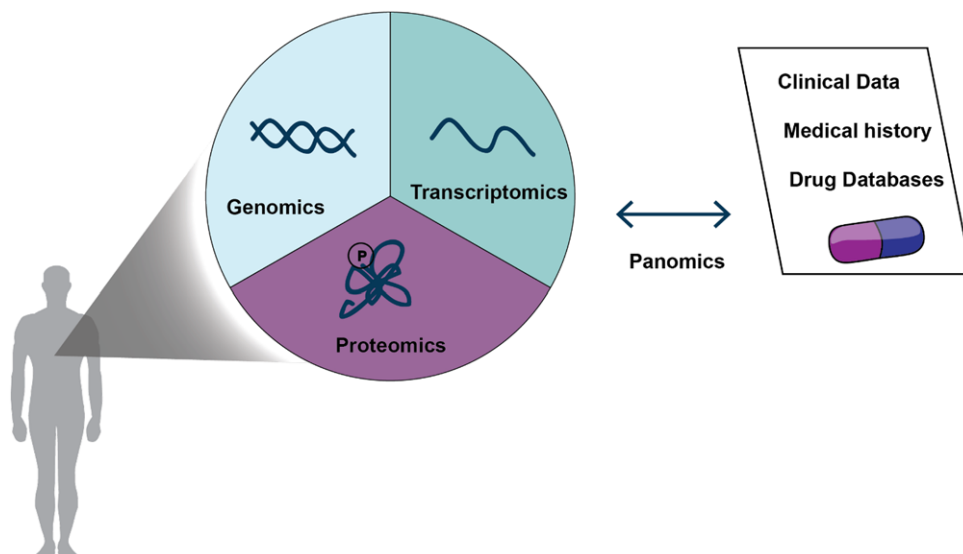 Genomics
Transcriptomics
P
Proteomics
Panomics
Clinical Data
Medical history
Drug Databases